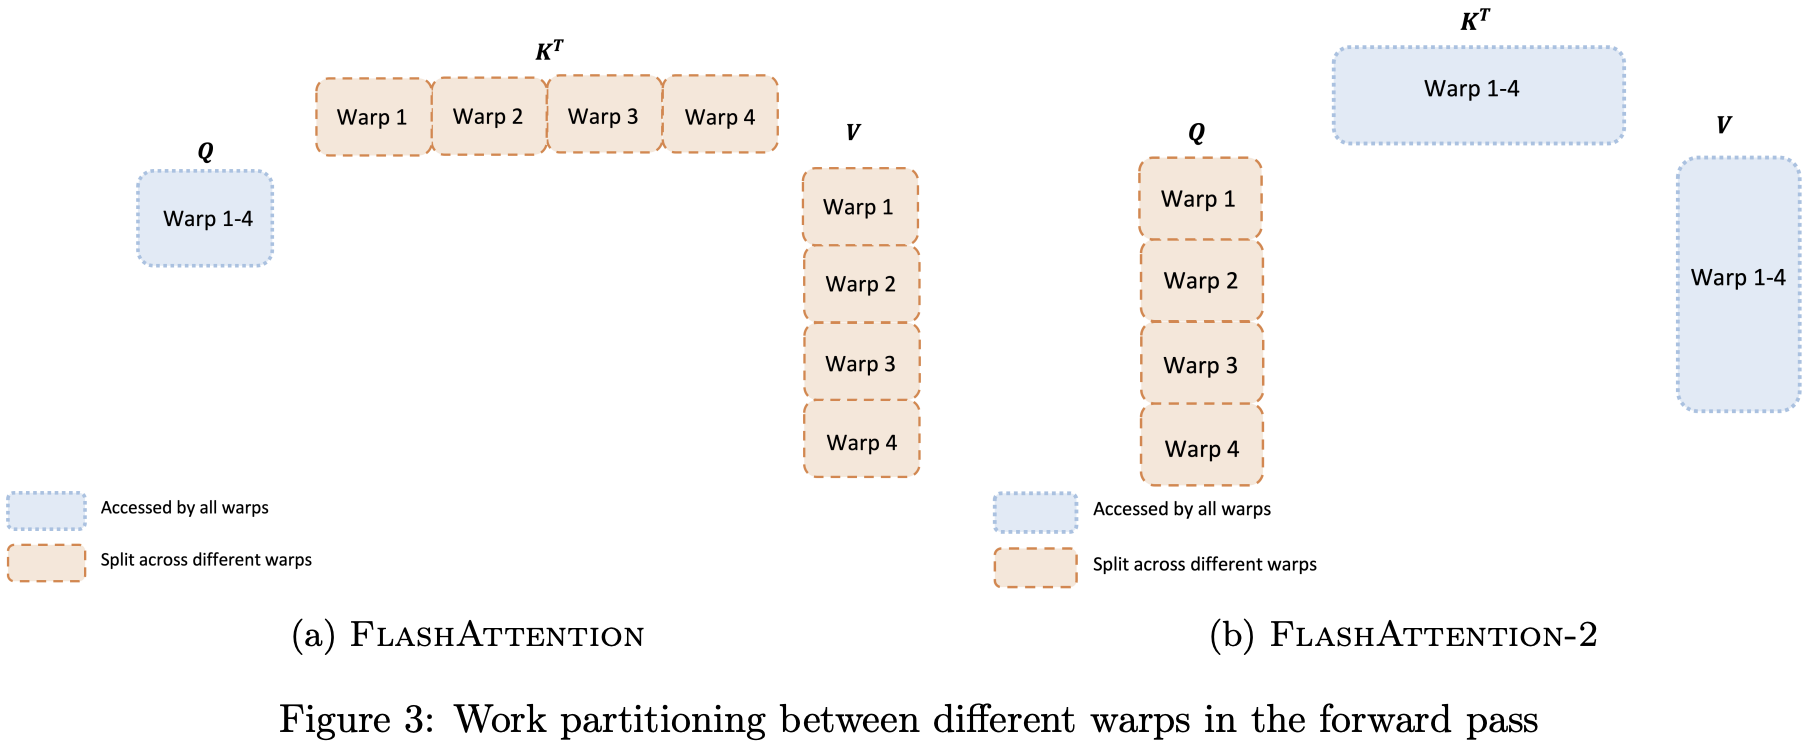 K^T
Warp 1 Warp 2 Warp 3 Warp 4
Q
Warp 1-4
V
Warp 1
Warp 2
Warp 3
Warp 4
Accessed by all warps
Split across different warps
(a) FLASHATTENTION
K^T
Warp 1-4
Q
Warp 1
Warp 2
Warp 3
Warp 4
V
Warp 1-4
Accessed by all warps
Split across different warps
(b) FLASHATTENTION-2
Figure 3: Work partitioning between different warps in the forward pass